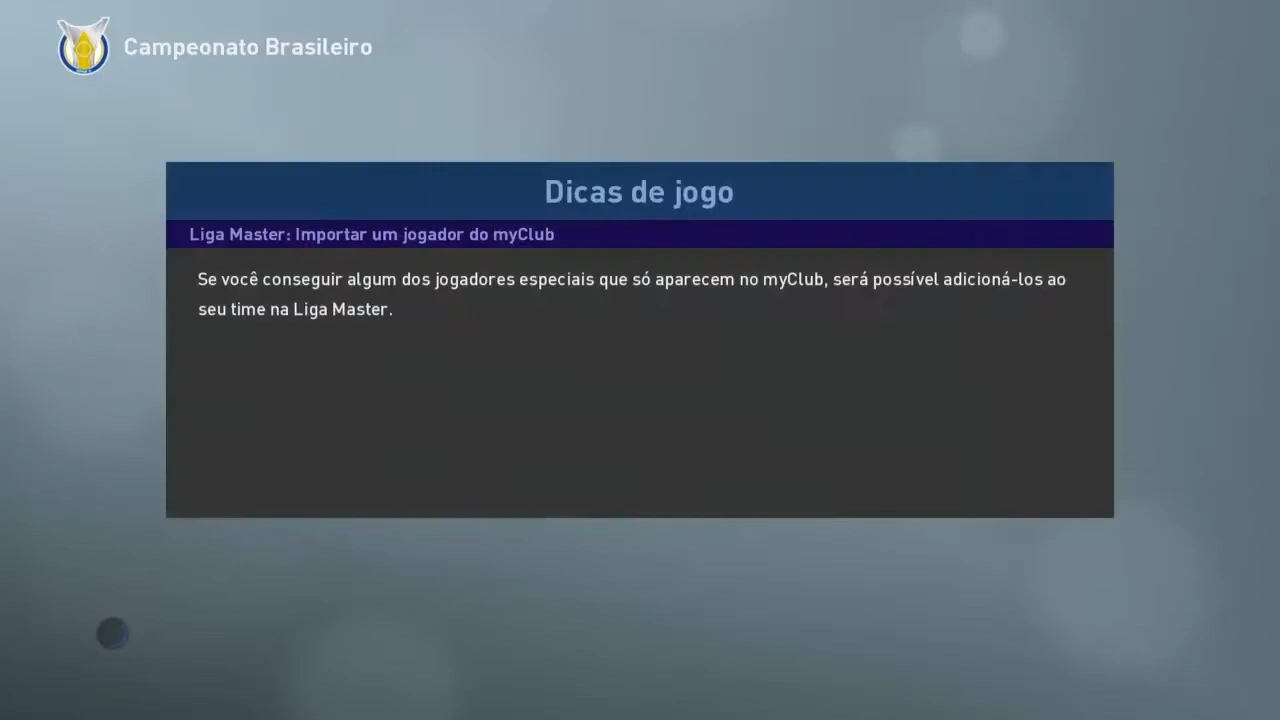 Campeonato Brasileiro
Dicas de jogo
Liga Master: Importar um jogador do myClub
Se você conseguir algum dos jogadores especiais que só aparecem no myClub, será possível adicioná-los ao
seu time na Liga Master.